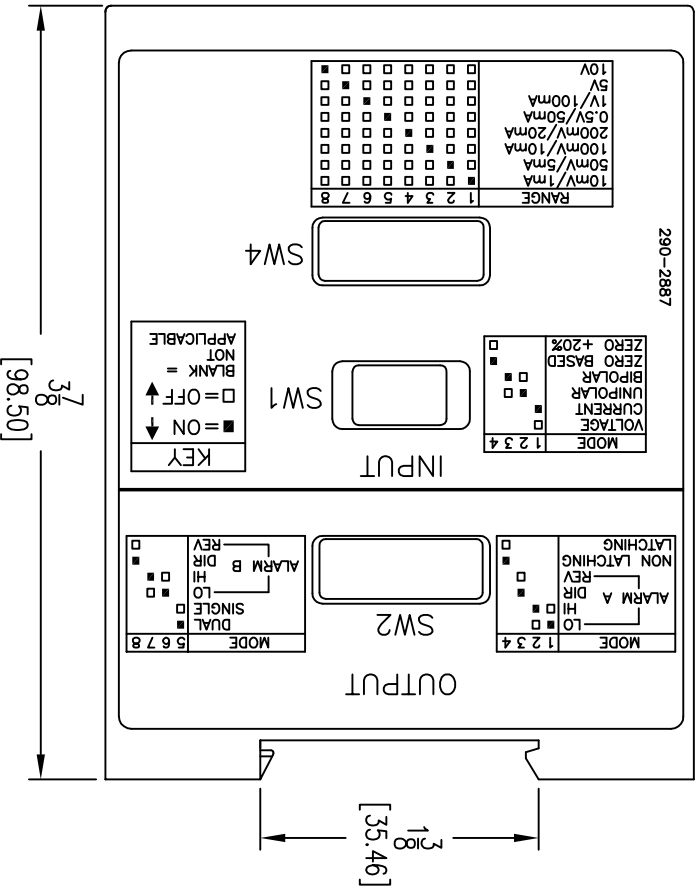 1 3/8
[35.46]
OUTPUT
MODE 1 2 3 4
LO
HI
ALARM A
DIR
REV
NON LATCHING
LATCHING
SW2
MODE 5 6 7 8
DUAL
SINGLE
LO
HI
ALARM B
DIR
REV
INPUT
MODE 1 2 3 4
VOLTAGE
CURRENT
UNIPOLAR
BIPOLAR
ZERO BASED
ZERO +20%
SW1
KEY
■ = ON ↑
□ = OFF ↓
BLANK =
NOT
APPLICABLE
290-2887
SW4
RANGE 1 2 3 4 5 6 7 8
10mV/1mA
50mV/5mA
100mV/10mA
200mV/20mA
0.5V/50mA
1V/100mA
5V
10V
3 7/8
[98.50]